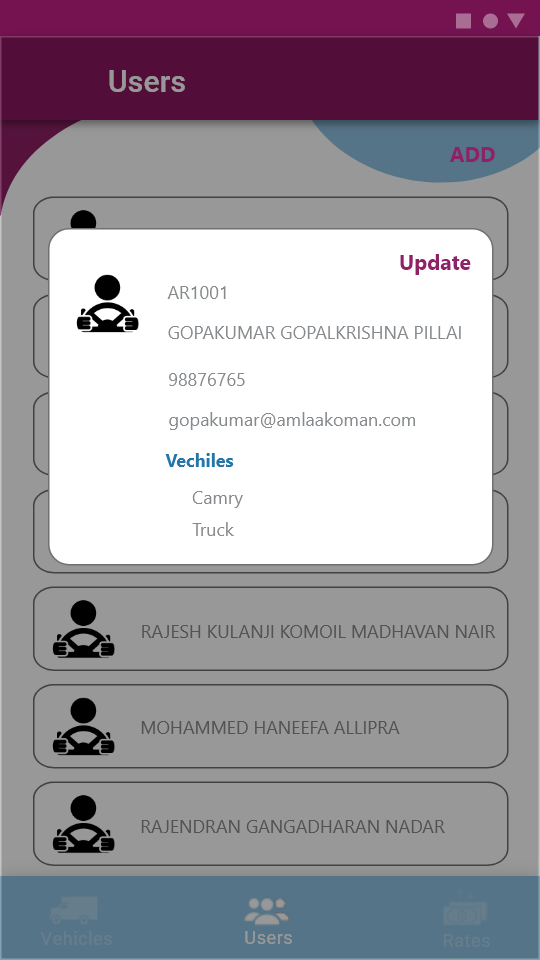 Users
ADD
Update
AR1001
GOPAKUMAR GOPALKRISHNA PILLAI
98876765
gopakumar@amlaakoman.com
Vechiles
Camry
Truck
RAJESH KULANJI KOMOIL MADHAVAN NAIR
MOHAMMED HANEEFA ALLIPRA
RAJENDRAN GANGADHARAN NADAR
Vehicles
Users
Rates